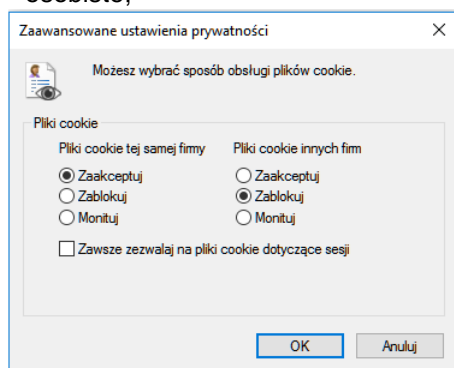 Zaawansowane ustawienia prywatności
Możesz wybrać sposób obsługi plików cookie.
Pliki cookie
Pliki cookie tej samej firmy Pliki cookie innych firm
Zaakceptuj Zaakceptuj
Zablokuj Zablokuj
Monituj Monituj
Zawsze zezwalaj na pliki cookie dotyczące sesji
OK Anuluj